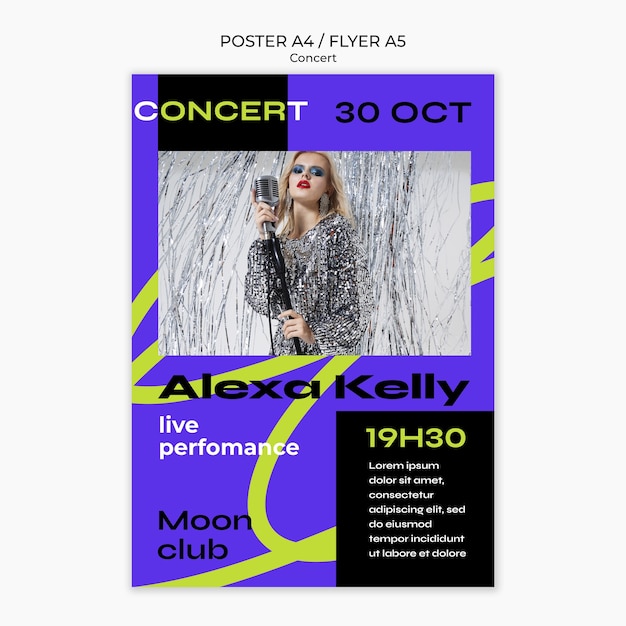 POSTER A4 / FLYER A5
Concert
CONCERT
30 OCT
Alexa Kelly
live
perfomance
19H30
Lorem ipsum
dolor sit amet,
consectetur
adipiscing elit, sed
do eiusmod
tempor incididunt
ut labore et dolore
Moon
club